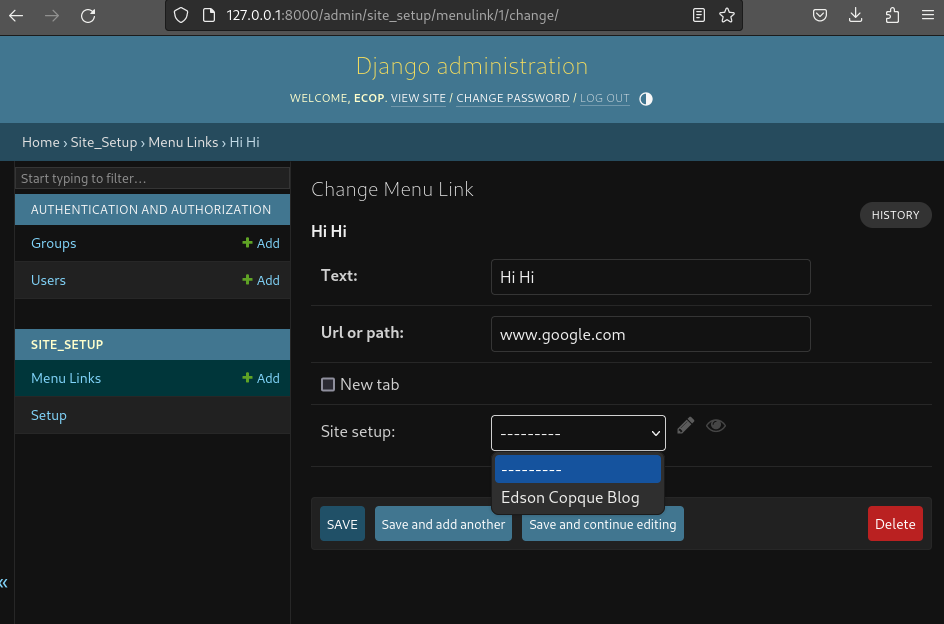 127.0.0.1:8000/admin/site_setup/menulink/1/change/
Django administration
WELCOME, ECOP. VIEW SITE / CHANGE PASSWORD / LOG OUT
Home › Site_Setup › Menu Links › Hi Hi
Start typing to filter...
AUTHENTICATION AND AUTHORIZATION
Groups + Add
Users + Add
SITE_SETUP
Menu Links + Add
Setup
«
Change Menu Link
HISTORY
Hi Hi
Text: Hi Hi
Url or path: www.google.com
New tab
Site setup: ---------
---------
Edson Copque Blog
SAVE Save and add another Save and continue editing Delete